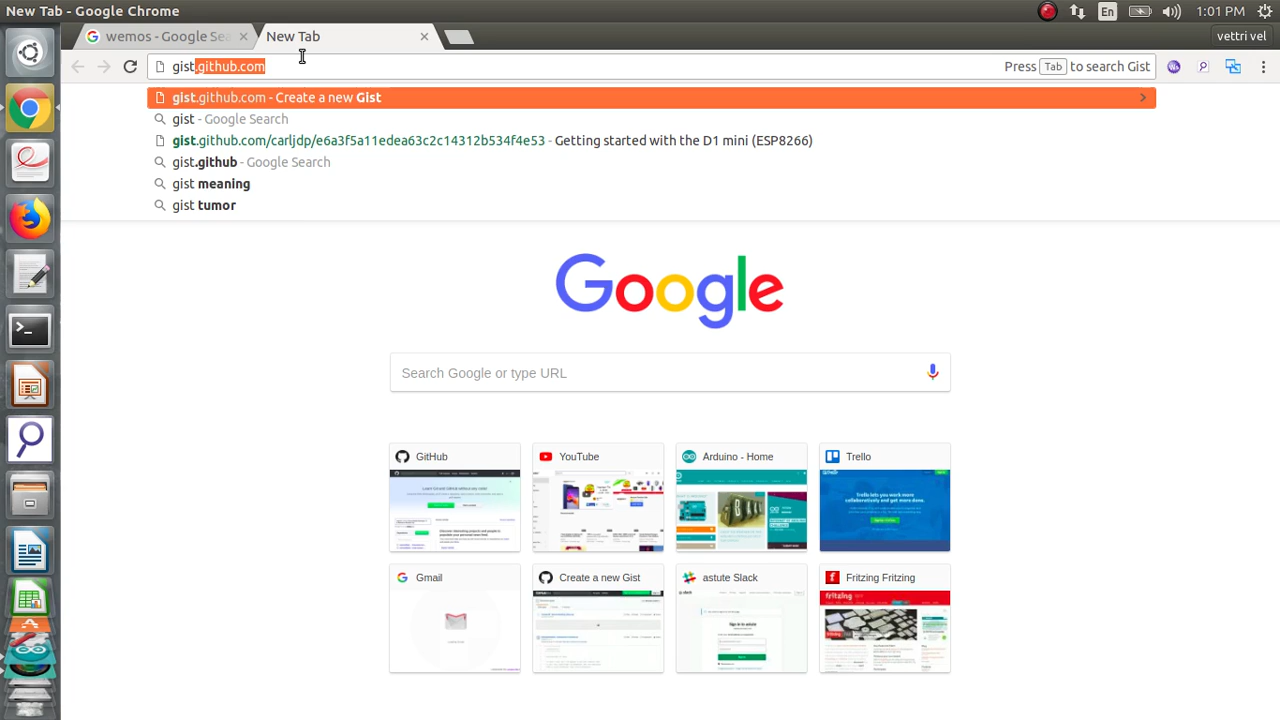 New Tab - Google Chrome
En
1:01 PM
wemos - Google Sea
New Tab
vettri vel
gist.github.com
Press Tab to search Gist
gist.github.com - Create a new Gist
gist - Google Search
gist.github.com/carljdp/e6a3f5a11edea63c2c14312b534f4e53 - Getting started with the D1 mini (ESP8266)
gist.github - Google Search
gist meaning
gist tumor
Google
Search Google or type URL
GitHub
YouTube
Arduino - Home
Trello
Gmail
Create a new Gist
astute Slack
Fritzing Fritzing
fritzing